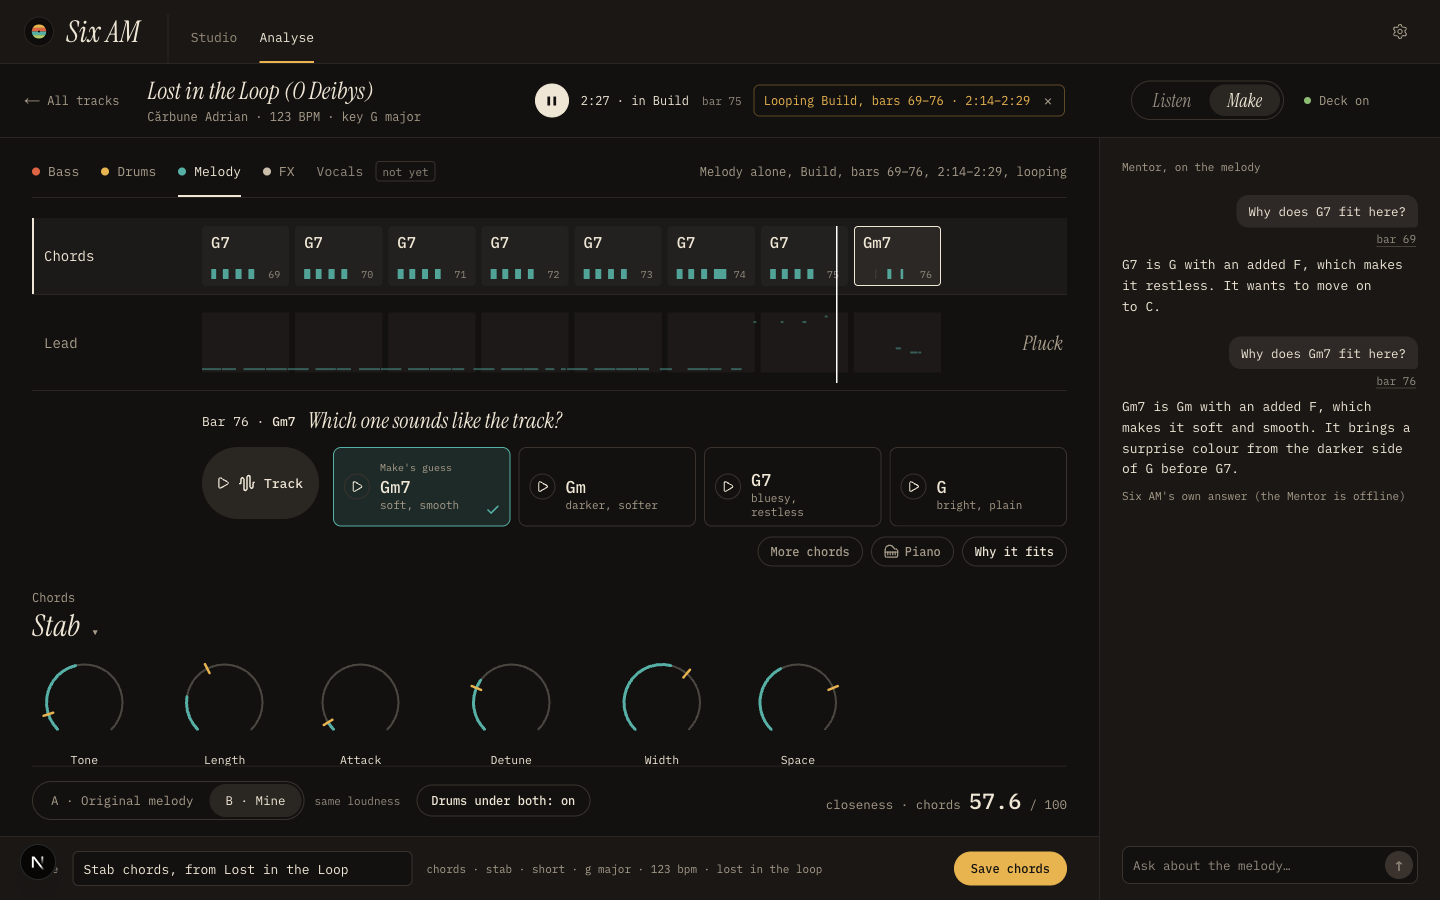 Six AM
Studio
Analyse
← All tracks
Lost in the Loop (O Deibys)
Cărbune Adrian · 123 BPM · key G major
2:27 · in Build
bar 75
Looping Build, bars 69–76 · 2:14–2:29 ×
Listen
Make
Deck on
Bass
Drums
Melody
FX
Vocals
not yet
Melody alone, Build, bars 69–76, 2:14–2:29, looping
Chords
G7
69
G7
70
G7
71
G7
72
G7
73
G7
74
G7
75
Gm7
76
Lead
Pluck
Bar 76 · Gm7
Which one sounds like the track?
Track
Make's guess
Gm7
soft, smooth
Gm
darker, softer
G7
bluesy,
restless
G
bright, plain
More chords
Piano
Why it fits
Chords
Stab
Tone
Length
Attack
Detune
Width
Space
A · Original melody
B · Mine
same loudness
Drums under both: on
closeness · chords 57.6 / 100
N
Stab chords, from Lost in the Loop
chords · stab · short · g major · 123 bpm · lost in the loop
Save chords
Mentor, on the melody
Why does G7 fit here?
bar 69
G7 is G with an added F, which makes
it restless. It wants to move on
to C.
Why does Gm7 fit here?
bar 76
Gm7 is Gm with an added F, which
makes it soft and smooth. It brings a
surprise colour from the darker side
of G before G7.
Six AM's own answer (the Mentor is offline)
Ask about the melody…